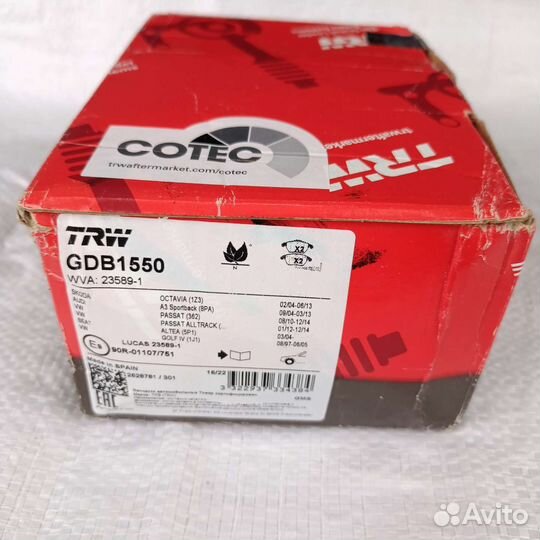 TRW
trwaftermarket
COTEC
trwaftermarket.com/cotec
TRW
GDB1550
WVA: 23589-1
N
X2
X2
SKODA OCTAVIA (1Z3) 02/04-06/13
AUDI A3 Sportback (8PA) 09/04-03/13
VW PASSAT (362) 08/10-12/14
VW PASSAT ALLTRACK (... 01/12-12/14
SEAT ALTEA (5P1) 03/04-
VW GOLF IV (1J1) 08/97-06/05
LUCAS 23589-1
90R-01107/751
Made in SPAIN
EAC
2628781 / 301
16/22
GMS
Avito